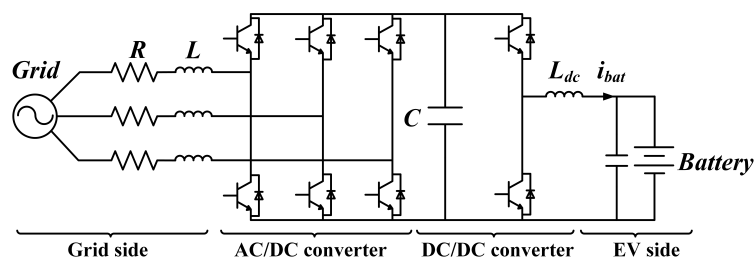 Grid
R
L
C
L_dc
i_bat
Battery
Grid side
AC/DC converter
DC/DC converter
EV side